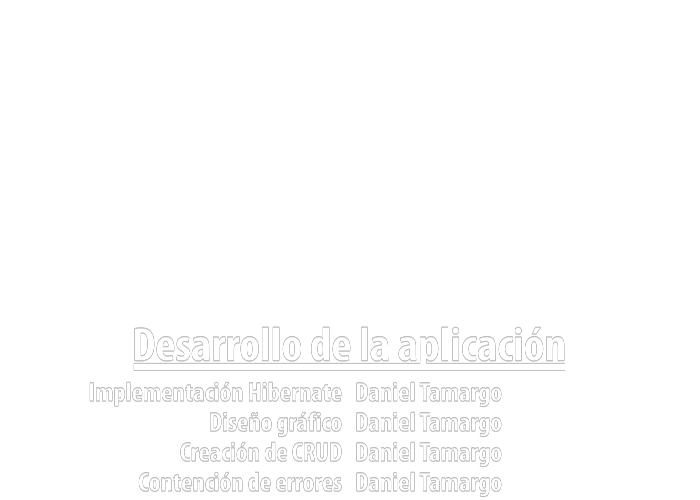 Desarrollo de la aplicación
Implementación Hibernate Daniel Tamargo
Diseño gráfico Daniel Tamargo
Creación de CRUD Daniel Tamargo
Contención de errores Daniel Tamargo